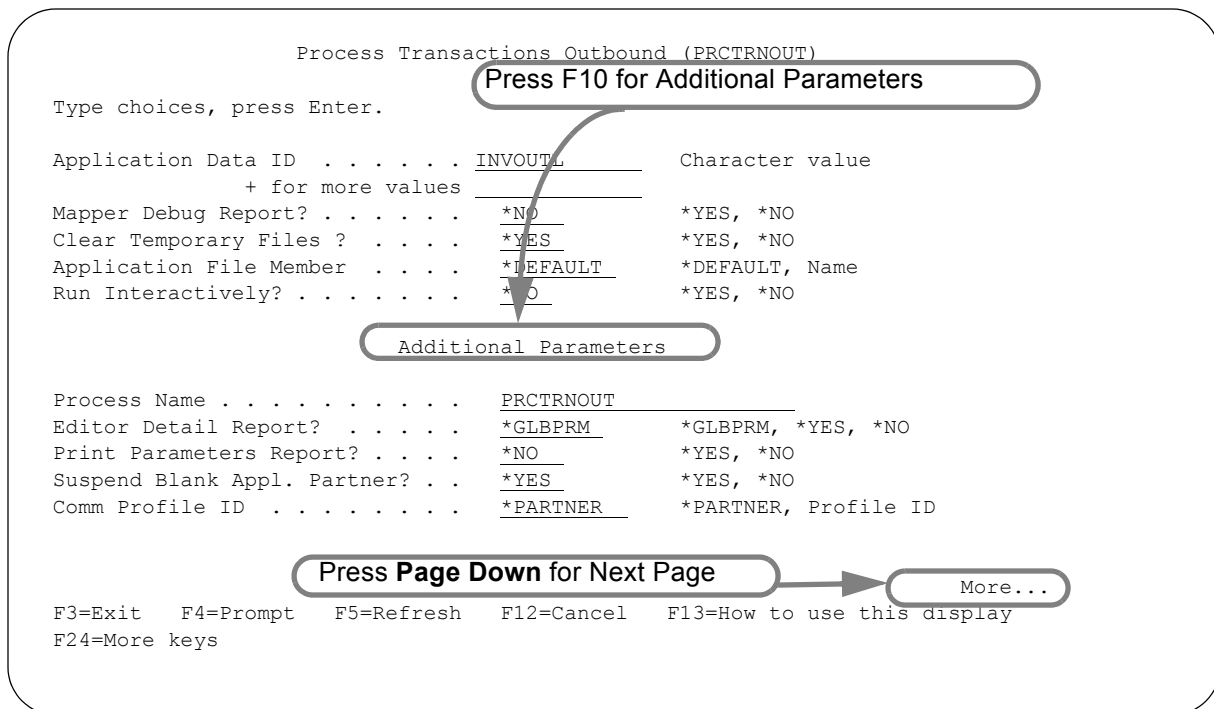 Process Transactions Outbound (PRCTRNOUT)
Press F10 for Additional Parameters
Type choices, press Enter.
Application Data ID . . . . . . INVOUTL Character value
+ for more values
Mapper Debug Report? . . . . . . *NO *YES, *NO
Clear Temporary Files ? . . . . *YES *YES, *NO
Application File Member . . . . *DEFAULT *DEFAULT, Name
Run Interactively? . . . . . . . *NO *YES, *NO
Additional Parameters
Process Name . . . . . . . . . . PRCTRNOUT
Editor Detail Report? . . . . . *GLBPRM *GLBPRM, *YES, *NO
Print Parameters Report? . . . . *NO *YES, *NO
Suspend Blank Appl. Partner? . . *YES *YES, *NO
Comm Profile ID . . . . . . . . *PARTNER *PARTNER, Profile ID
Press Page Down for Next Page
More...
F3=Exit F4=Prompt F5=Refresh F12=Cancel F13=How to use this display
F24=More keys